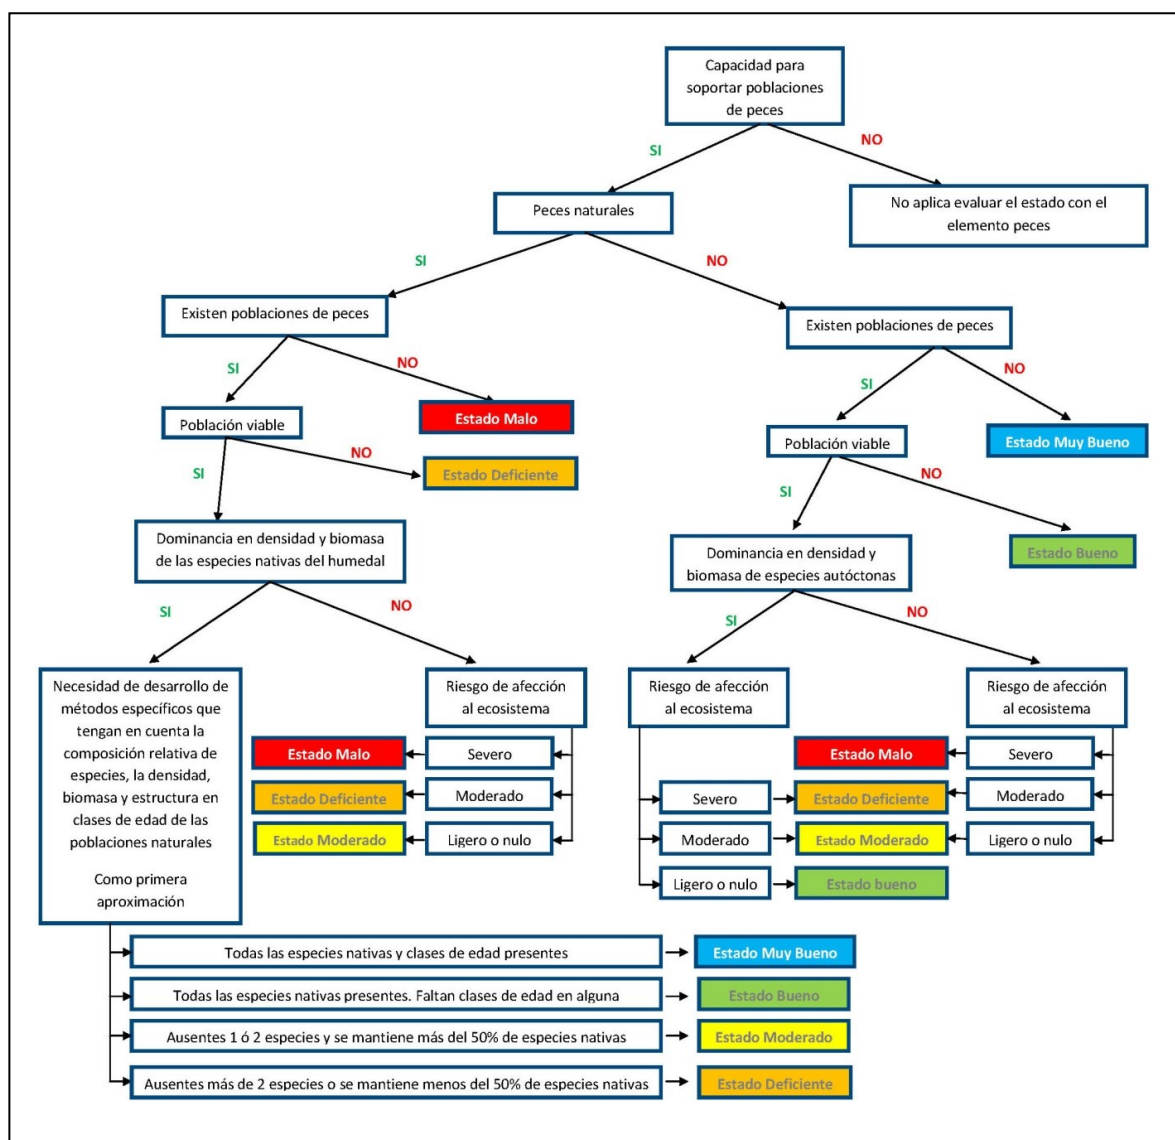 Capacidad para
soportar poblaciones
de peces
SI
NO
Peces naturales
No aplica evaluar el estado con el
elemento peces
SI
NO
Existen poblaciones de peces
Existen poblaciones de peces
SI
NO
SI
NO
Población viable
Estado Malo
Población viable
Estado Muy Bueno
SI
NO
Estado Deficiente
SI
NO
Dominancia en densidad y biomasa
de las especies nativas del humedal
Dominancia en densidad y
biomasa de especies autóctonas
Estado Bueno
SI
NO
SI
NO
Necesidad de desarrollo de
métodos específicos que
tengan en cuenta la
composición relativa de
especies, la densidad,
biomasa y estructura en
clases de edad de las
poblaciones naturales
Como primera
aproximación
Riesgo de afección
al ecosistema
Estado Malo
Severo
Estado Deficiente
Moderado
Estado Moderado
Ligero o nulo
Riesgo de afección
al ecosistema
Riesgo de afección
al ecosistema
Estado Malo
Severo
Severo
Estado Deficiente
Moderado
Moderado
Estado Moderado
Ligero o nulo
Ligero o nulo
Estado bueno
Todas las especies nativas y clases de edad presentes
Estado Muy Bueno
Todas las especies nativas presentes. Faltan clases de edad en alguna
Estado Bueno
Ausentes 1 ó 2 especies y se mantiene más del 50% de especies nativas
Estado Moderado
Ausentes más de 2 especies o se mantiene menos del 50% de especies nativas
Estado Deficiente